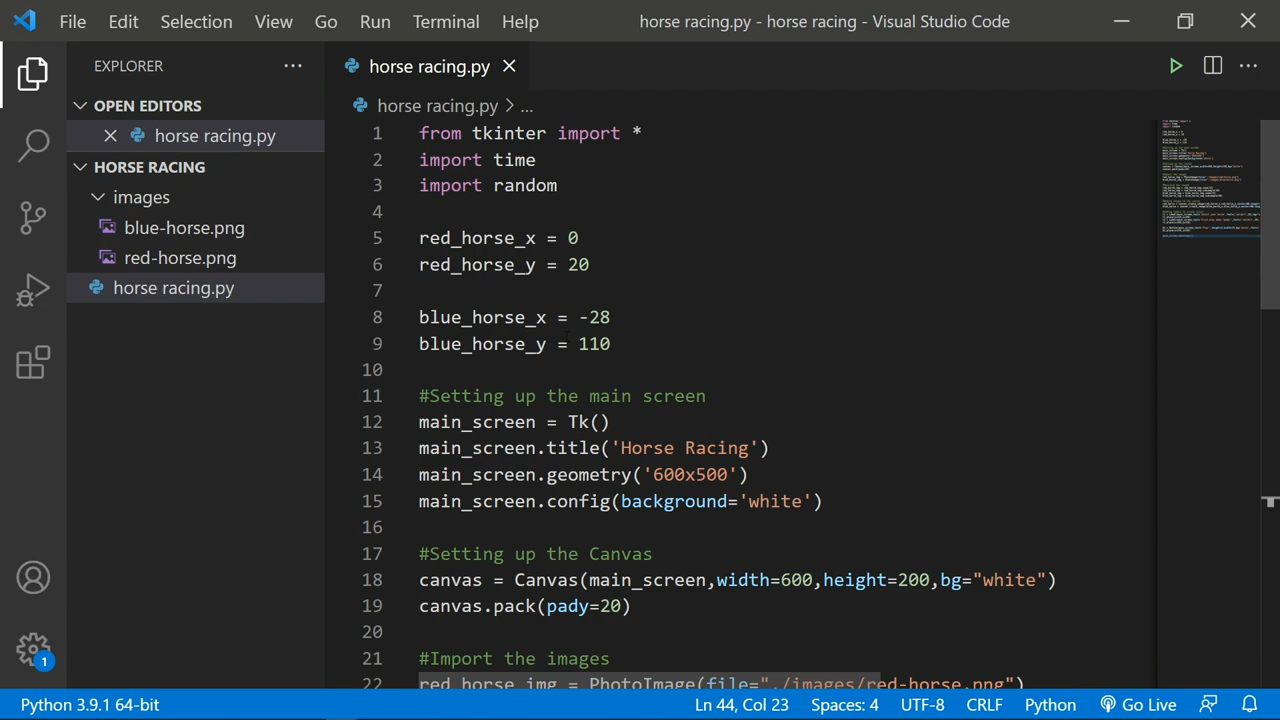 File Edit Selection View Go Run Terminal Help horse racing.py - horse racing - Visual Studio Code
EXPLORER
OPEN EDITORS
horse racing.py
HORSE RACING
images
blue-horse.png
red-horse.png
horse racing.py
1
horse racing.py
horse racing.py > ...
1 from tkinter import *
2 import time
3 import random
4
5 red_horse_x = 0
6 red_horse_y = 20
7
8 blue_horse_x = -28
9 blue_horse_y = 110
10
11 #Setting up the main screen
12 main_screen = Tk()
13 main_screen.title('Horse Racing')
14 main_screen.geometry('600x500')
15 main_screen.config(background='white')
16
17 #Setting up the Canvas
18 canvas = Canvas(main_screen,width=600,height=200,bg="white")
19 canvas.pack(pady=20)
20
21 #Import the images
22 red_horse_img = PhotoImage(file="./images/red-horse.png")
Python 3.9.1 64-bit Ln 44, Col 23 Spaces: 4 UTF-8 CRLF Python Go Live